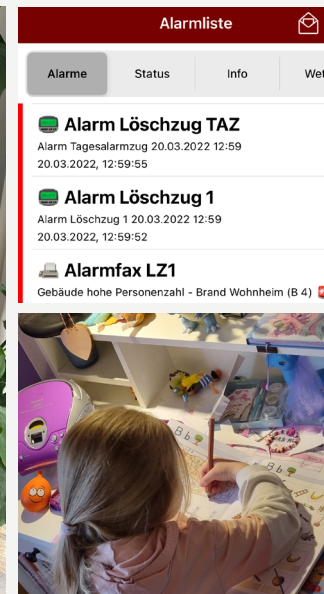 Alarmliste
Alarme
Status
Info
Alarm Löschzug TAZ
Alarm Tagesalarmzug 20.03.2022 12:59
20.03.2022, 12:59:55
Alarm Löschzug 1
Alarm Löschzug 1 20.03.2022 12:59
20.03.2022, 12:59:52
Alarmfax LZ1
Gebäude hohe Personenzahl - Brand Wohnheim (B 4)
B b